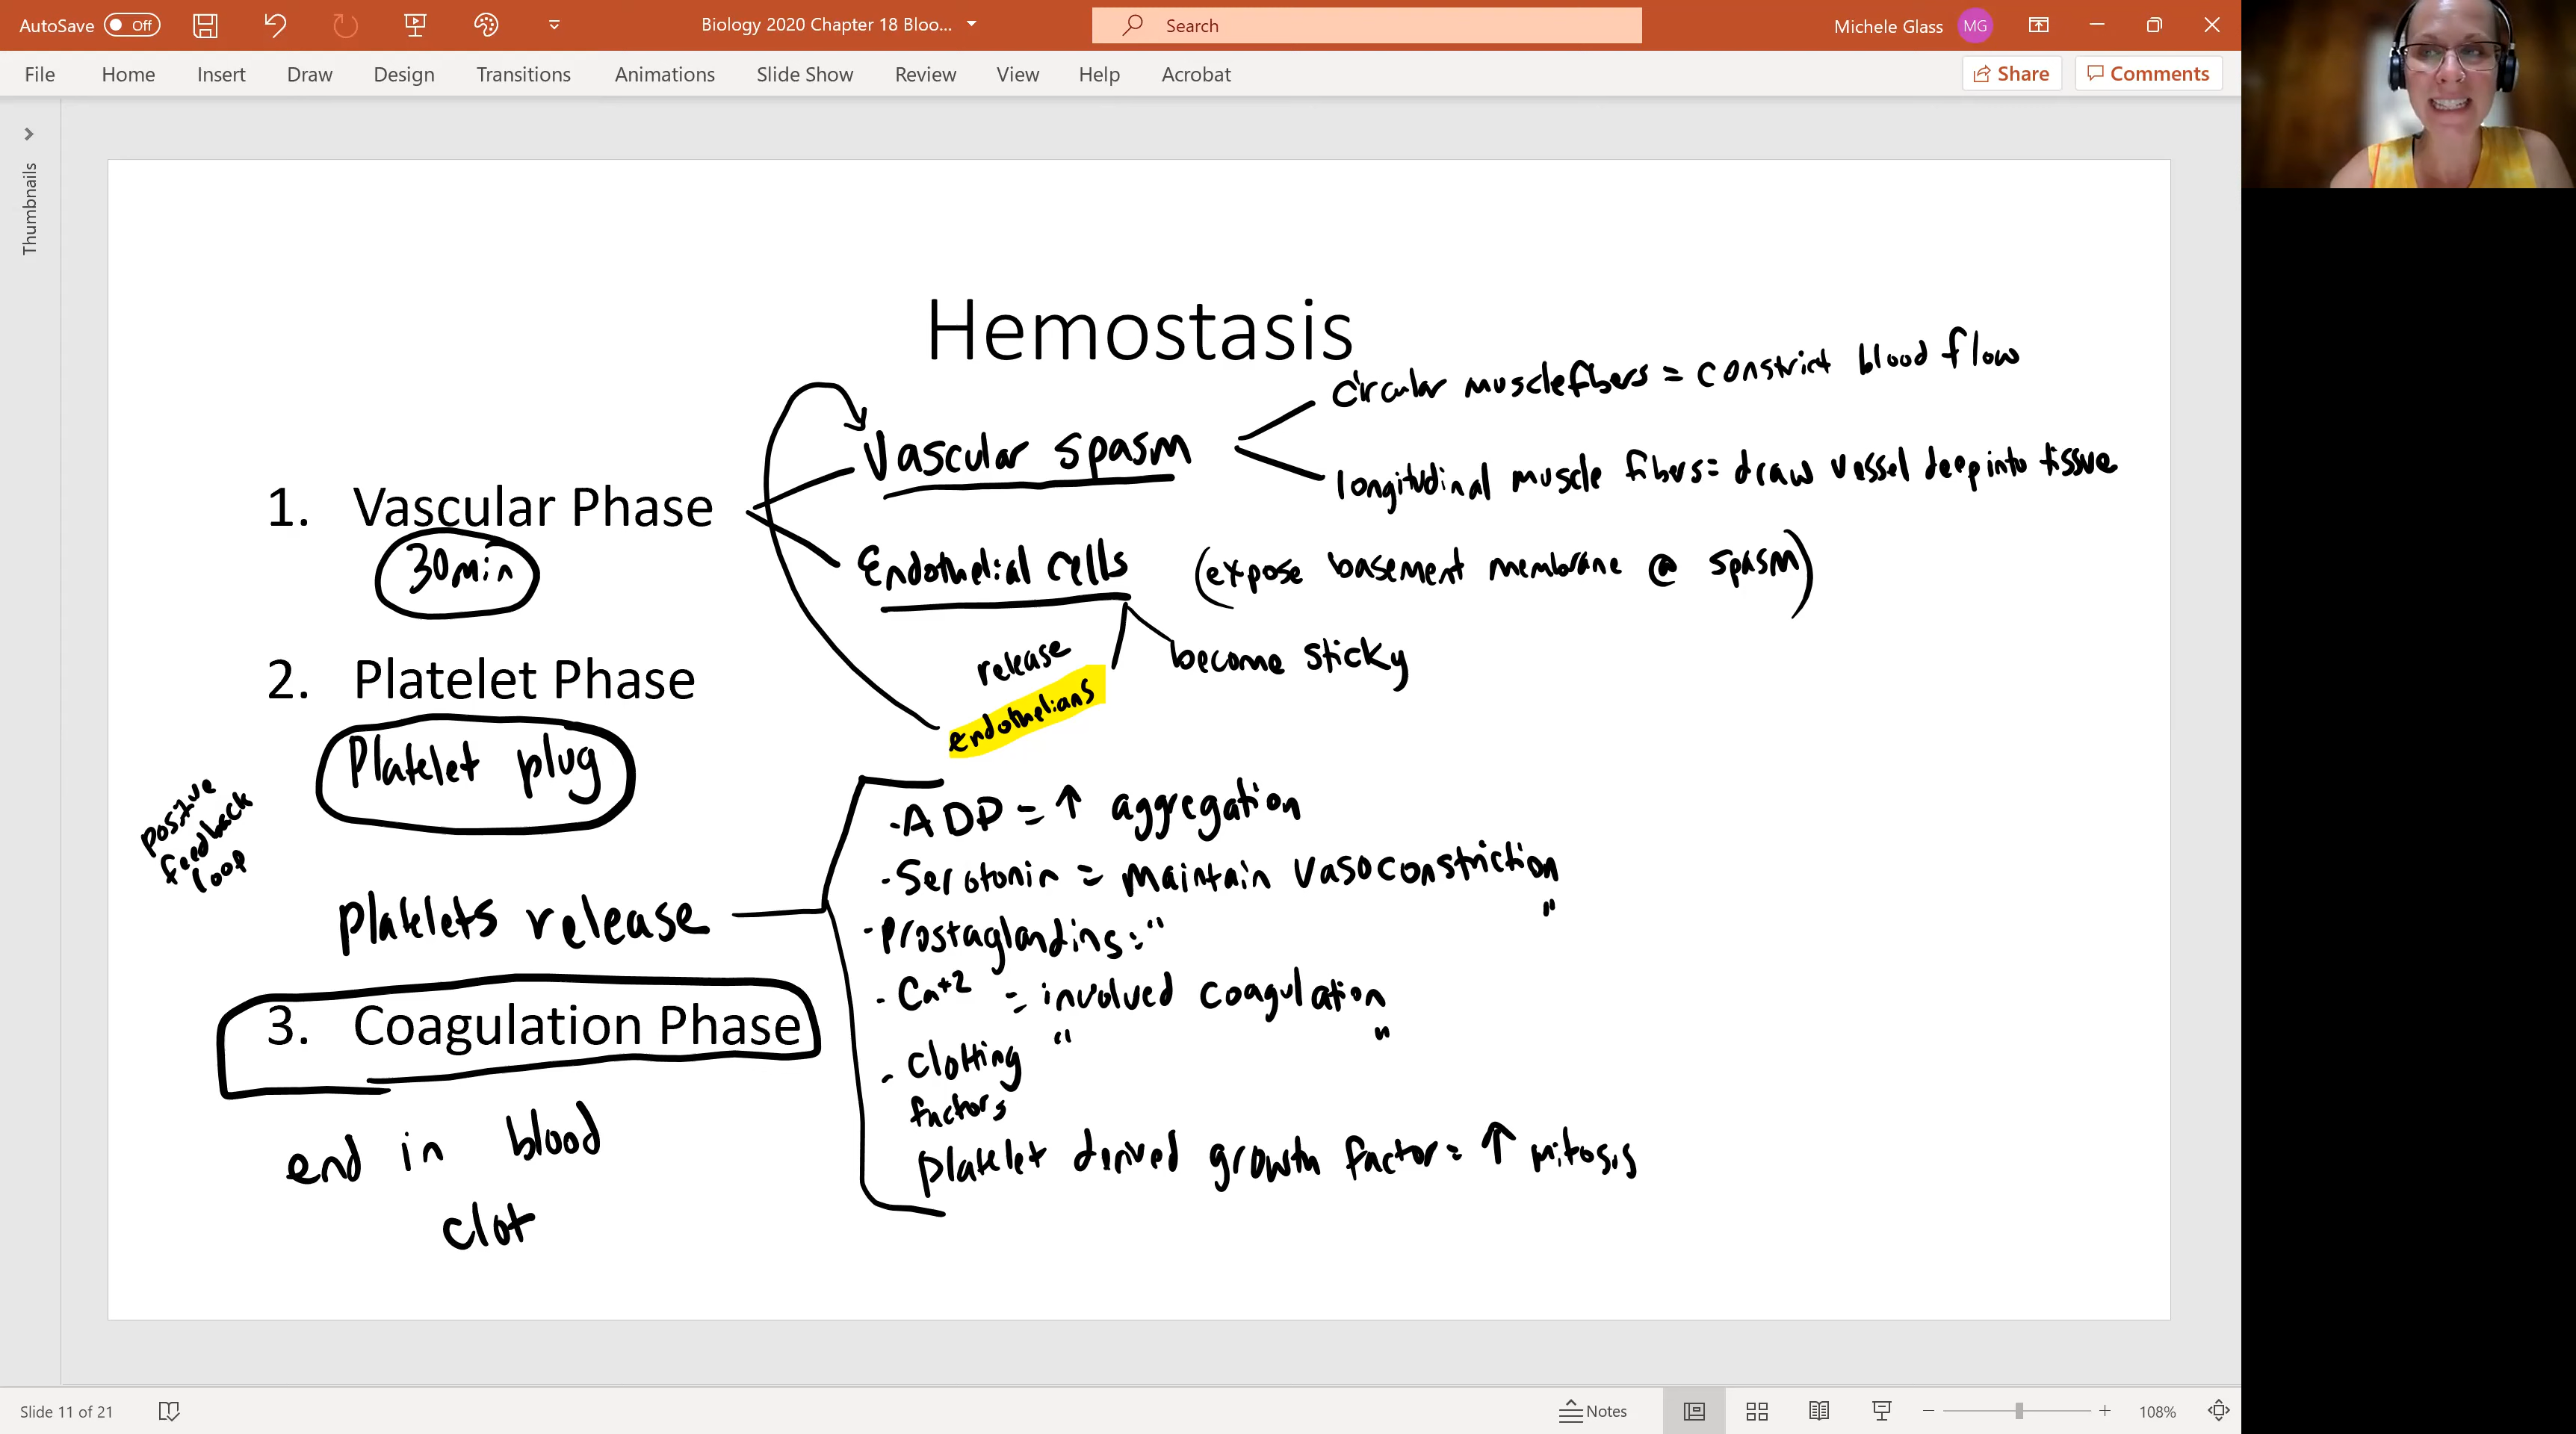 AutoSave Off Biology 2020 Chapter 18 Bloo... Search Michele Glass MG
File Home Insert Draw Design Transitions Animations Slide Show Review View Help Acrobat Share Comments
Thumbnails
Hemostasis
circular muscle fibers = constrict blood flow
Vascular spasm
longitudinal muscle fibers = draw vessel deep into tissue
1. Vascular Phase
30 min
Endothelial cells (expose basement membrane @ spasm)
release
become sticky
endothelians
2. Platelet Phase
Platelet plug
positive
feedback
loop
platelets release
- ADP = ↑ aggregation
- Serotonin = maintain vasoconstriction
- Prostaglandins = " "
- Ca+2 = involved coagulation
- Clotting " "
factors
platelet derived growth factor = ↑ mitosis
3. Coagulation Phase
end in blood
clot
Slide 11 of 21 Notes 108%